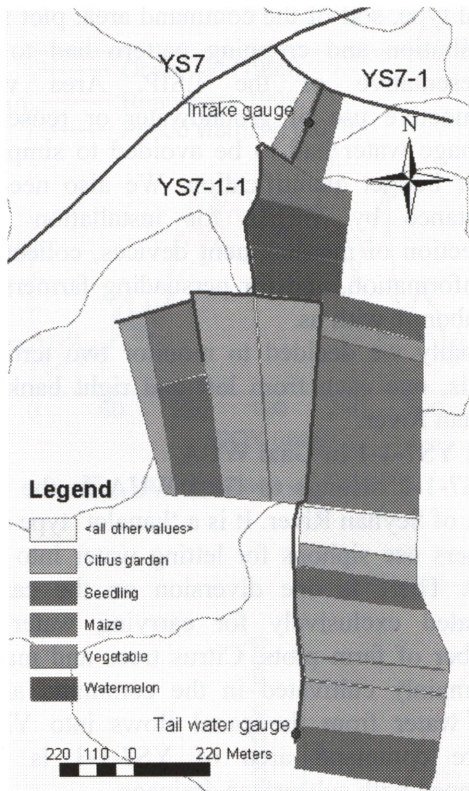 YS7
YS7-1
Intake gauge
N
YS7-1-1
Legend
<all other values>
Citrus garden
Seedling
Maize
Vegetable
Watermelon
Tail water gauge
220 110 0 220 Meters